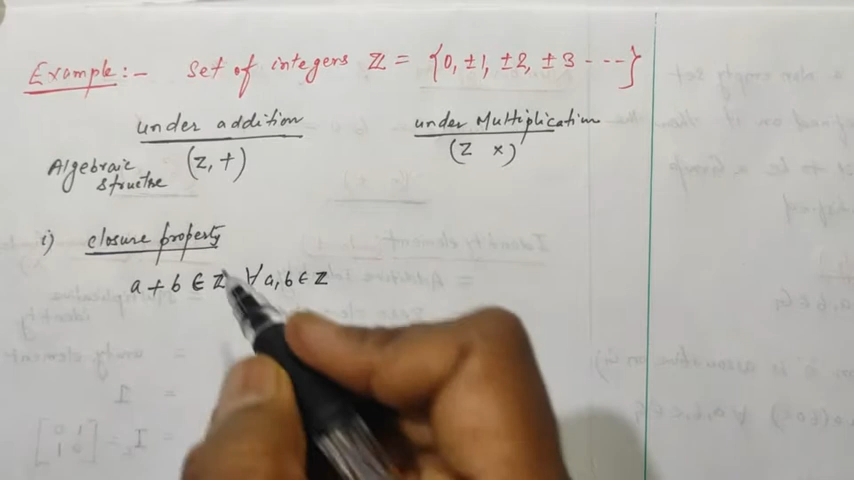 Example:- Set of integers Z = {0, ±1, ±2, ±3 ----}
under addition under Multiplication
Algebraic (Z, +) (Z ×)
structure
i) closure property
a + b ∈ Z ∀ a, b ∈ Z